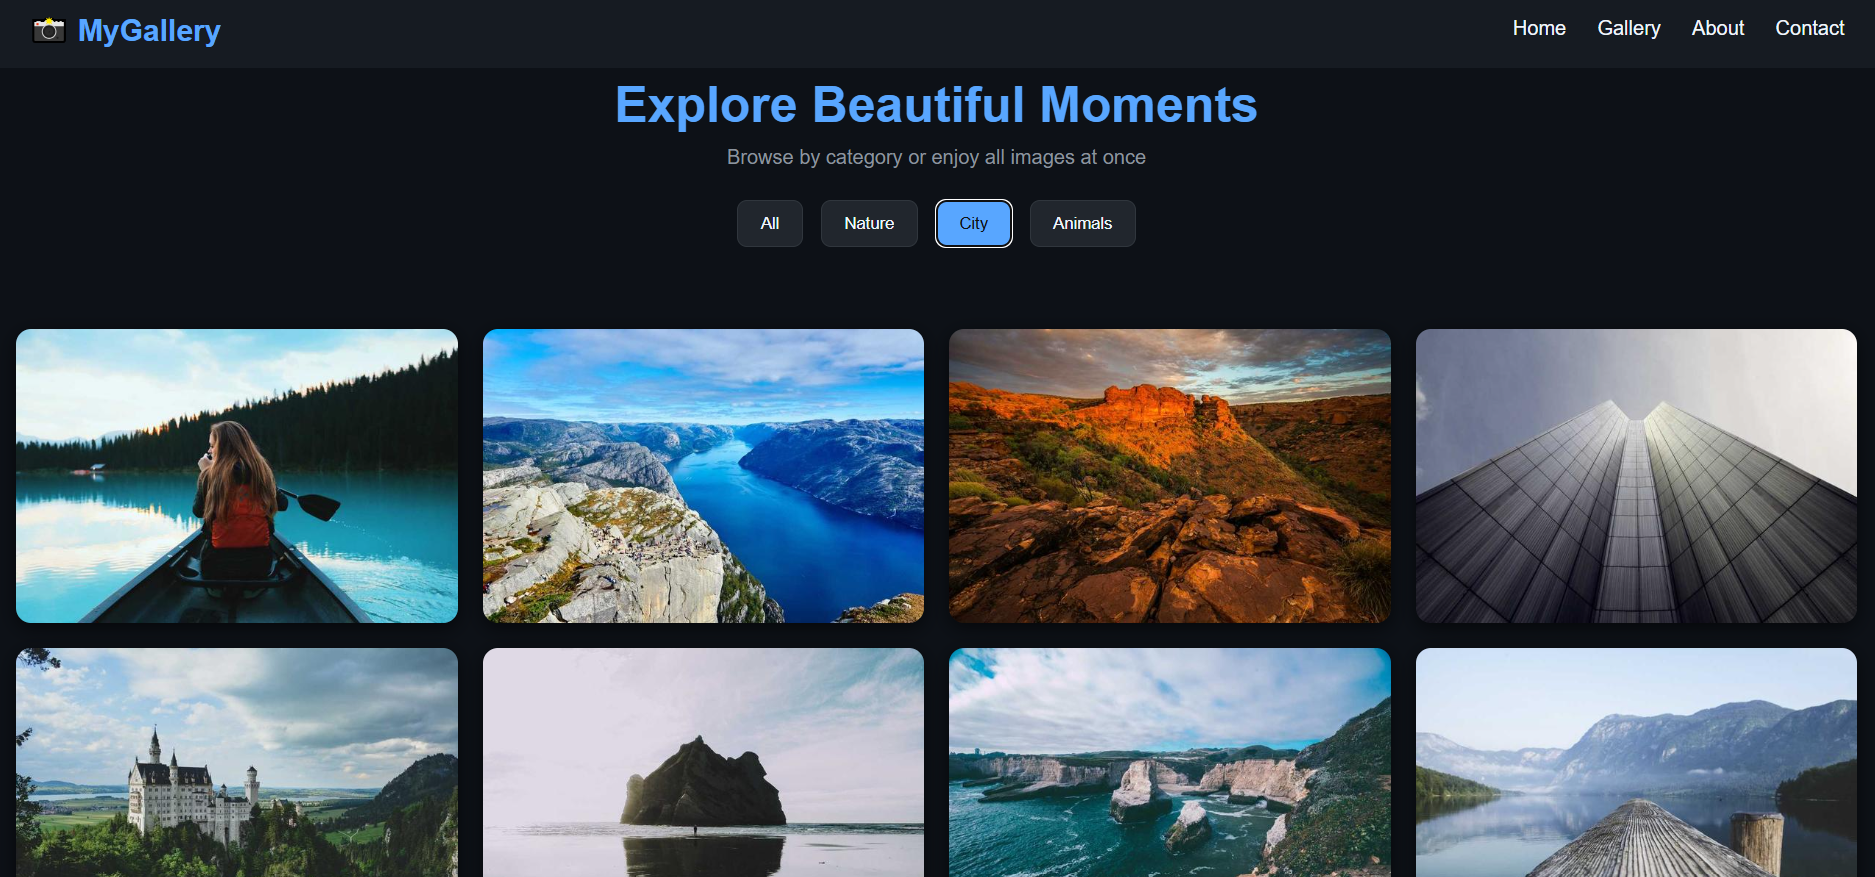 MyGallery
Home Gallery About Contact
Explore Beautiful Moments
Browse by category or enjoy all images at once
All Nature City Animals